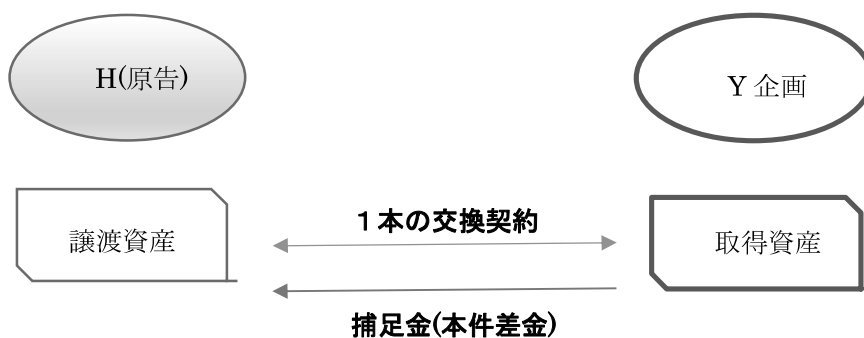 H(原告)
Y 企画
譲渡資産
1本の交換契約
取得資産
捕足金(本件差金)